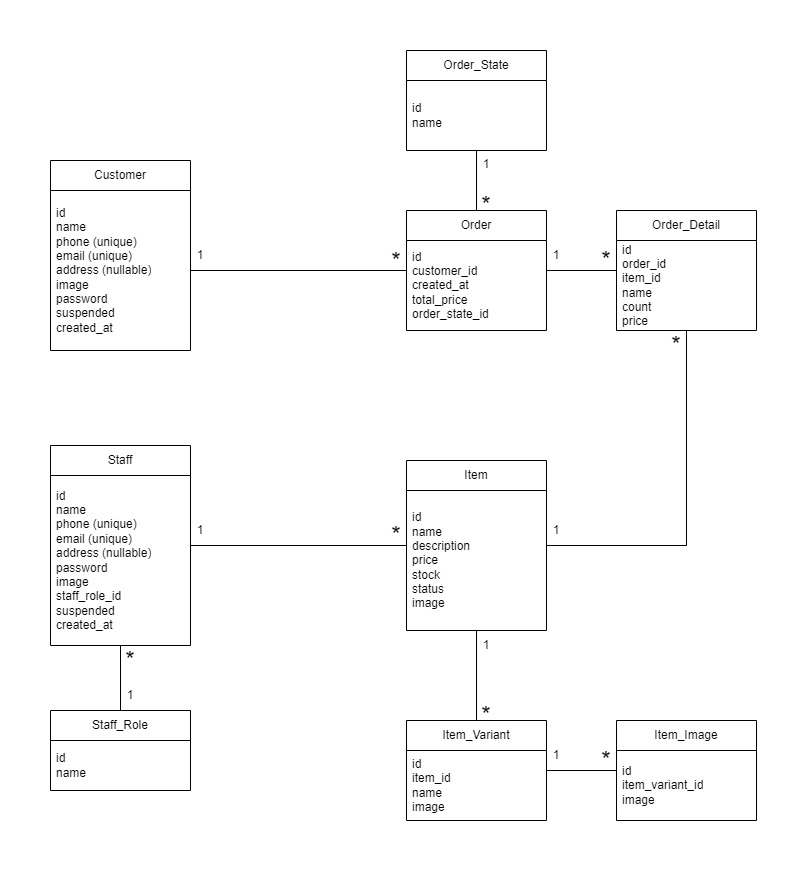 Order_State
id
name
1
*
Customer
id
name
phone (unique)
email (unique)
address (nullable)
image
password
suspended
created_at
1
*
Order
id
customer_id
created_at
total_price
order_state_id
1
*
Order_Detail
id
order_id
item_id
name
count
price
*
Staff
id
name
phone (unique)
email (unique)
address (nullable)
password
image
staff_role_id
suspended
created_at
1
*
Item
id
name
description
price
stock
status
image
1
*
1
Staff_Role
id
name
1
*
Item_Variant
id
item_id
name
image
1
*
Item_Image
id
item_variant_id
image